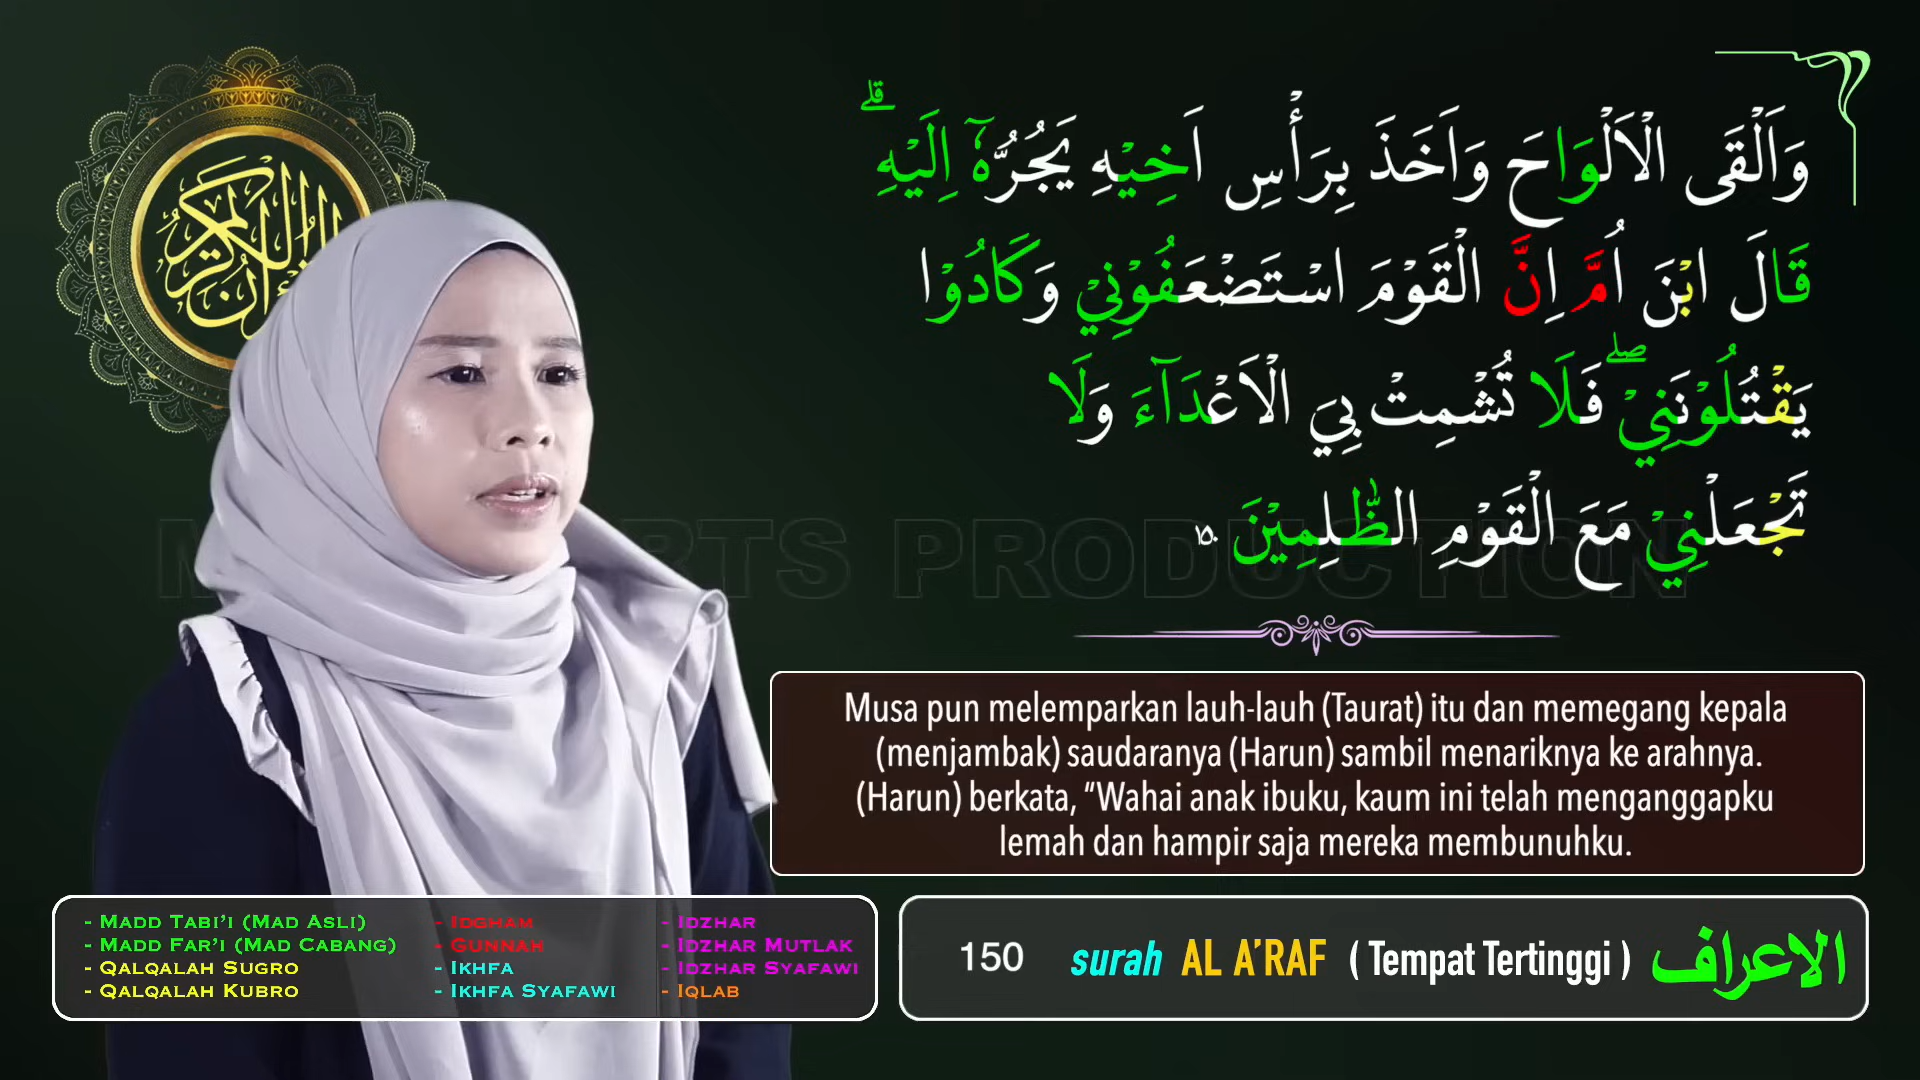 وَاَلْقَى الْاَلْوَاحَ وَاَخَذَ بِرَأْسِ اَخِيْهِ يَجُرُّهٗٓ اِلَيْهِ ۗ
قَالَ ابْنَ اُمَّ اِنَّ الْقَوْمَ اسْتَضْعَفُوْنِيْ وَكَادُوْا
يَقْتُلُوْنَنِيْۖ فَلَا تُشْمِتْ بِيَ الْاَعْدَاۤءَ وَلَا
تَجْعَلْنِيْ مَعَ الْقَوْمِ الظّٰلِمِيْنَ ١٥٠
Musa pun melemparkan lauh-lauh (Taurat) itu dan memegang kepala
(menjambak) saudaranya (Harun) sambil menariknya ke arahnya.
(Harun) berkata, “Wahai anak ibuku, kaum ini telah menganggapku
lemah dan hampir saja mereka membunuhku.
- Madd Tabi’i (Mad Asli)
- Madd Far’i (Mad Cabang)
- Qalqalah Sugro
- Qalqalah Kubro
- Idgham
- Gunnah
- Ikhfa
- Ikhfa Syafawi
- Idzhar
- Idzhar Mutlak
- Idzhar Syafawi
- Iqlab
150 surah AL A’RAF ( Tempat Tertinggi ) الاعراف